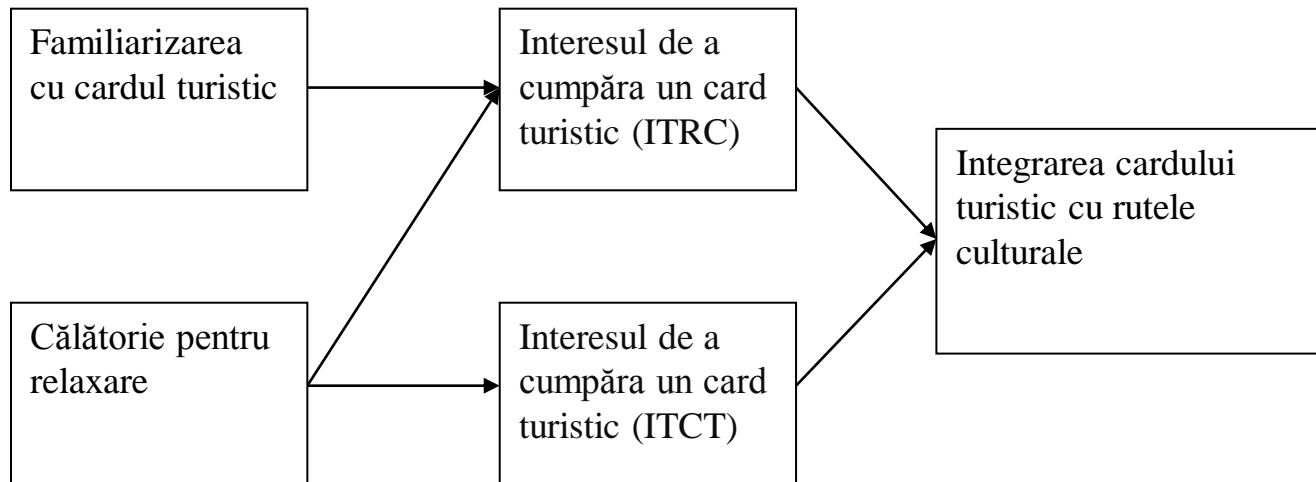 Familiarizarea
cu cardul turistic
Interesul de a
cumpăra un card
turistic (ITRC)
Integrarea cardului
turistic cu rutele
culturale
Călătorie pentru
relaxare
Interesul de a
cumpăra un card
turistic (ITCT)